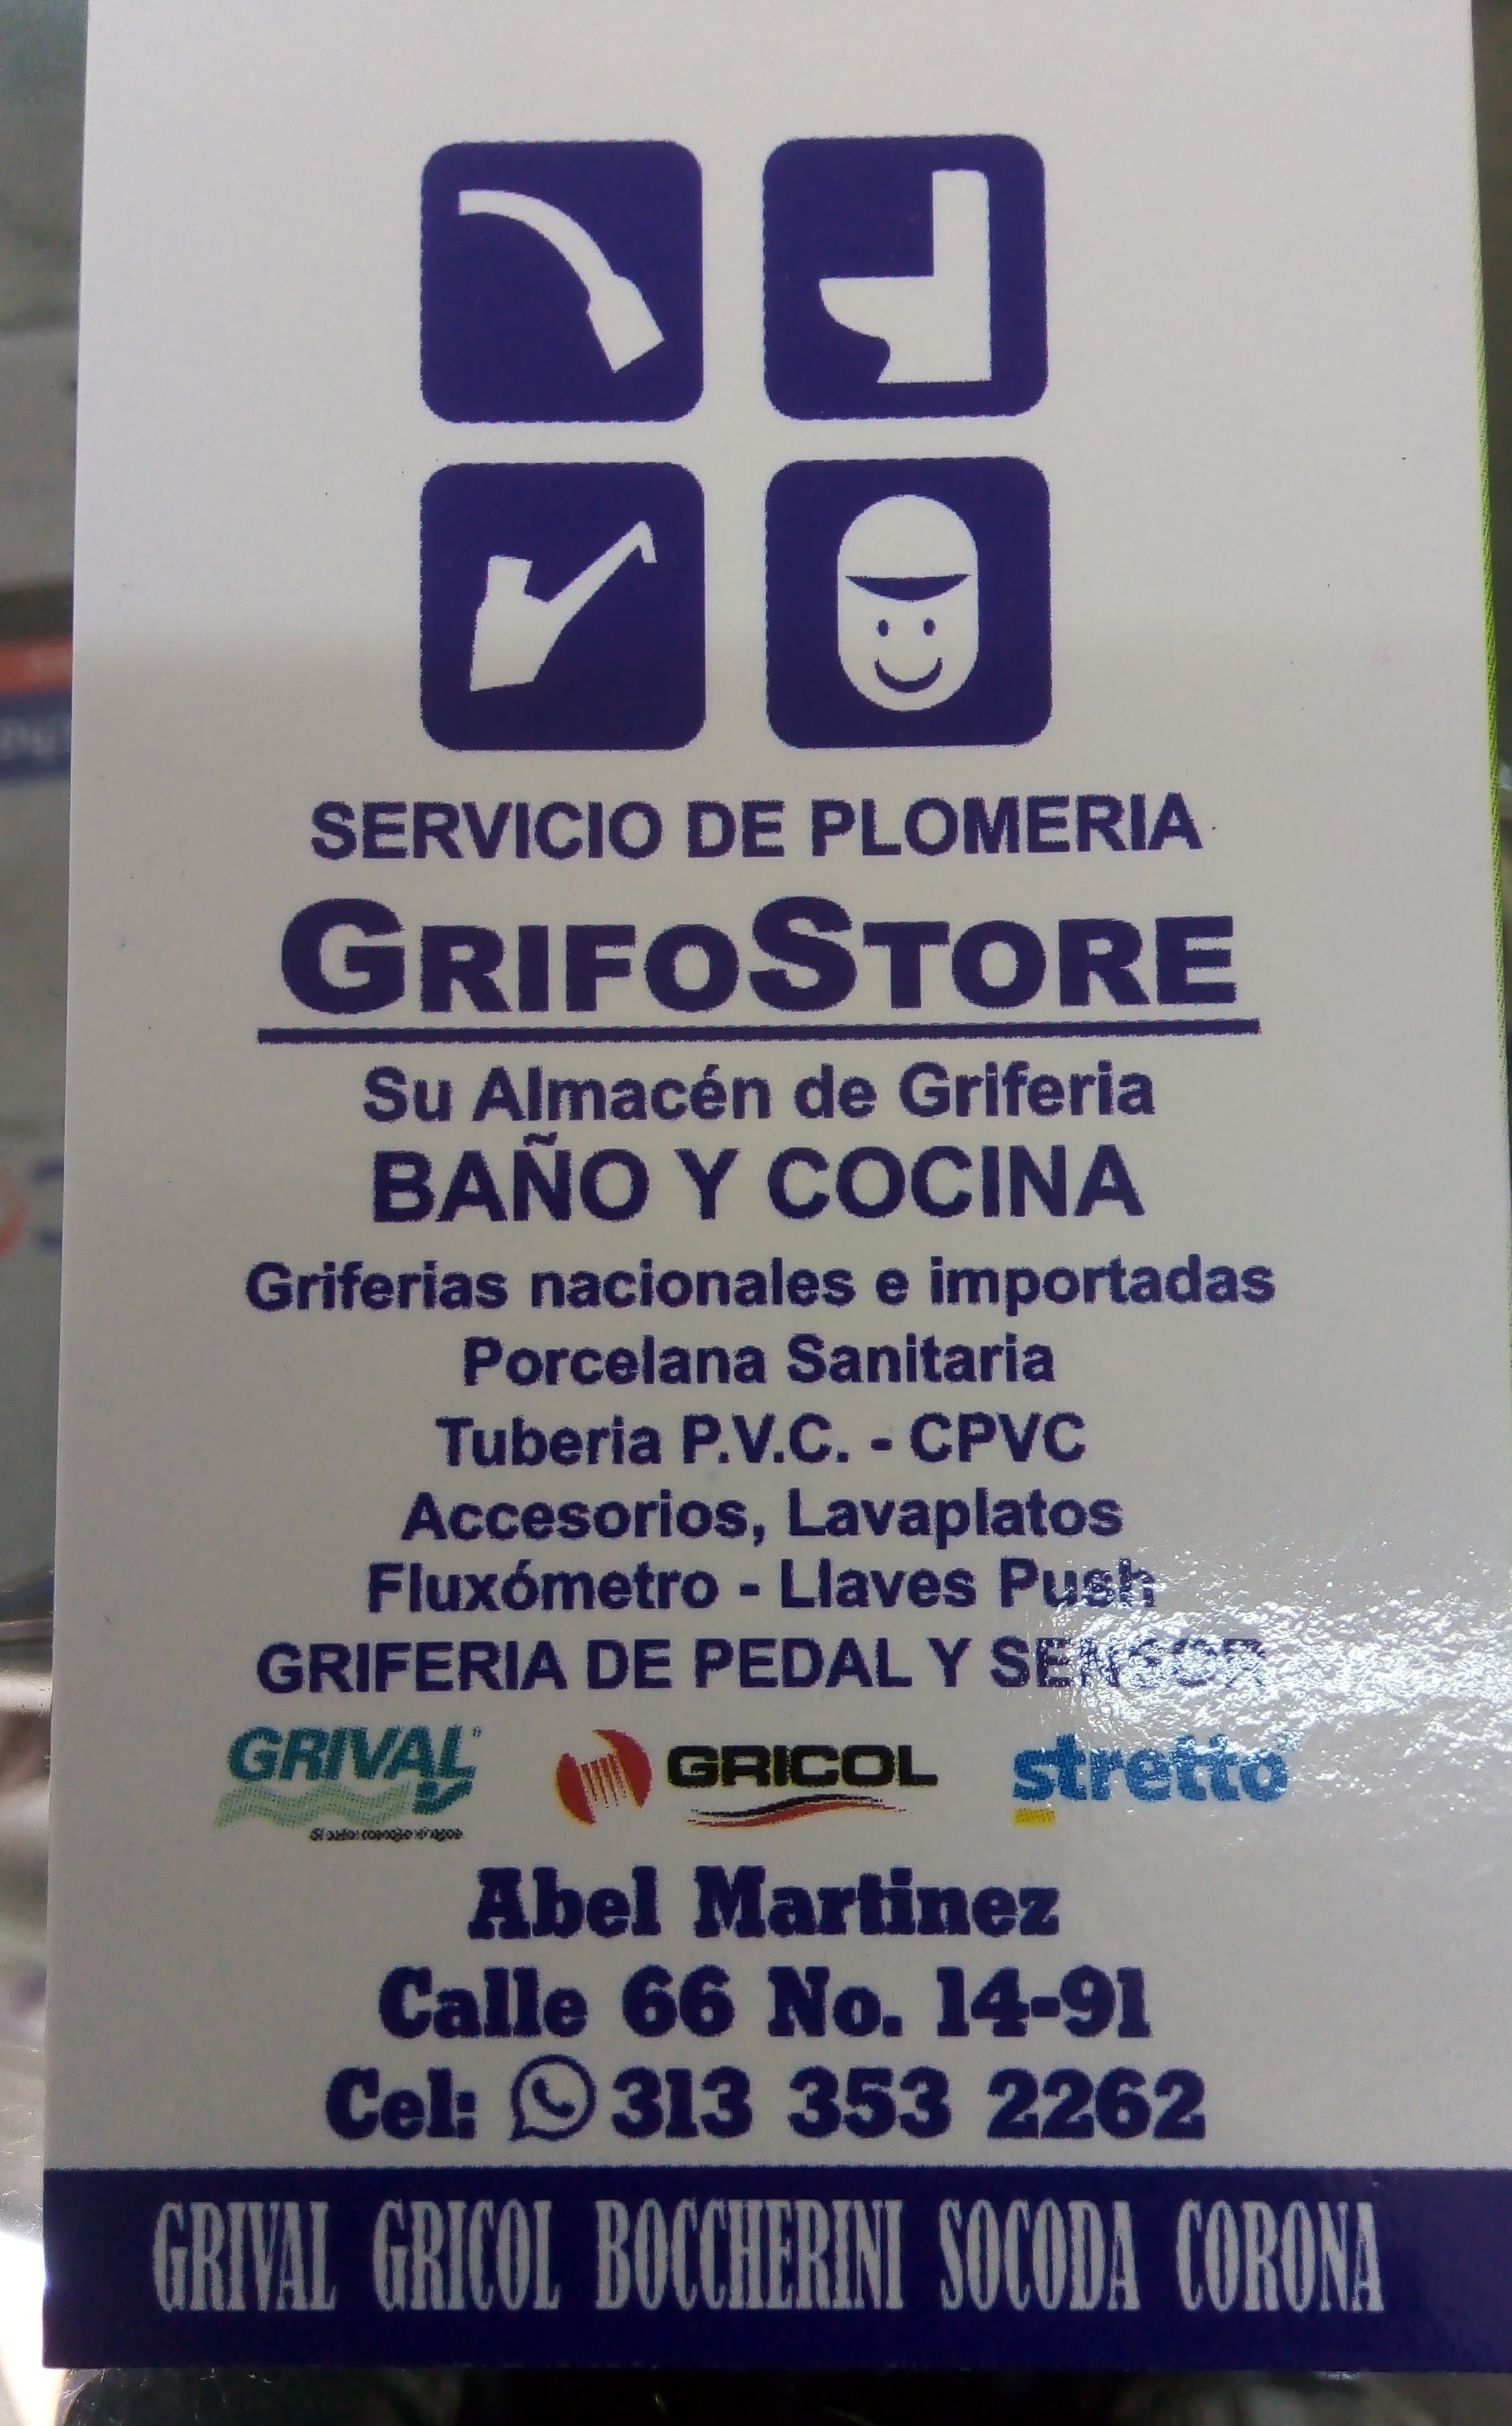 SERVICIO DE PLOMERIA
GRIFOSTORE
Su Almacén de Griferia
BAÑO Y COCINA
Griferias nacionales e importadas
Porcelana Sanitaria
Tuberia P.V.C. - CPVC
Accesorios, Lavaplatos
Fluxómetro - Llaves Push
GRIFERIA DE PEDAL Y SENSOR
GRIVAL GRICOL stretto
Abel Martinez
Calle 66 No. 14-91
Cel: 313 353 2262
GRIVAL GRICOL BOCCHERINI SOCODA CORONA